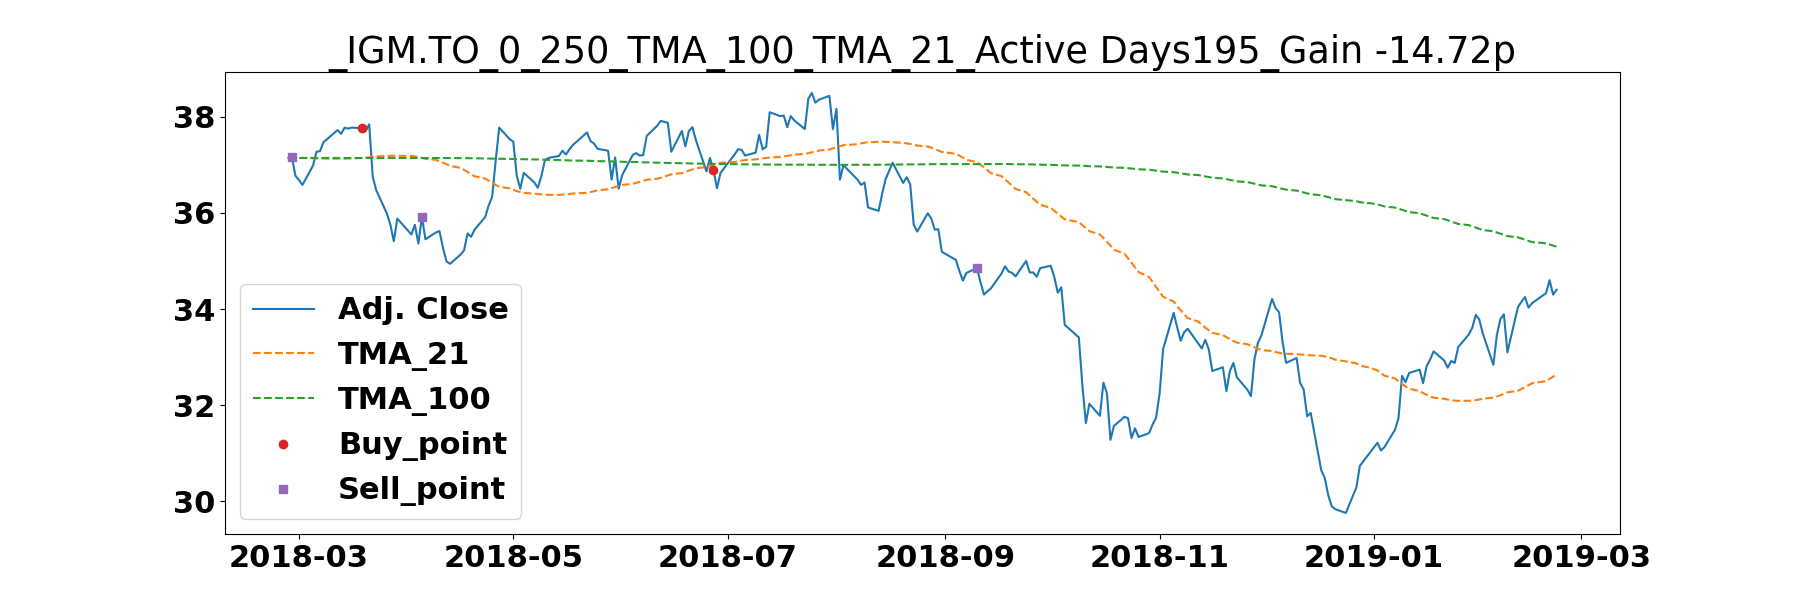 _IGM.TO_0_250_TMA_100_TMA_21_Active Days195_Gain -14.72p
38
36
34
32
30
Adj. Close
TMA_21
TMA_100
Buy_point
Sell_point
2018-03 2018-05 2018-07 2018-09 2018-11 2019-01 2019-03